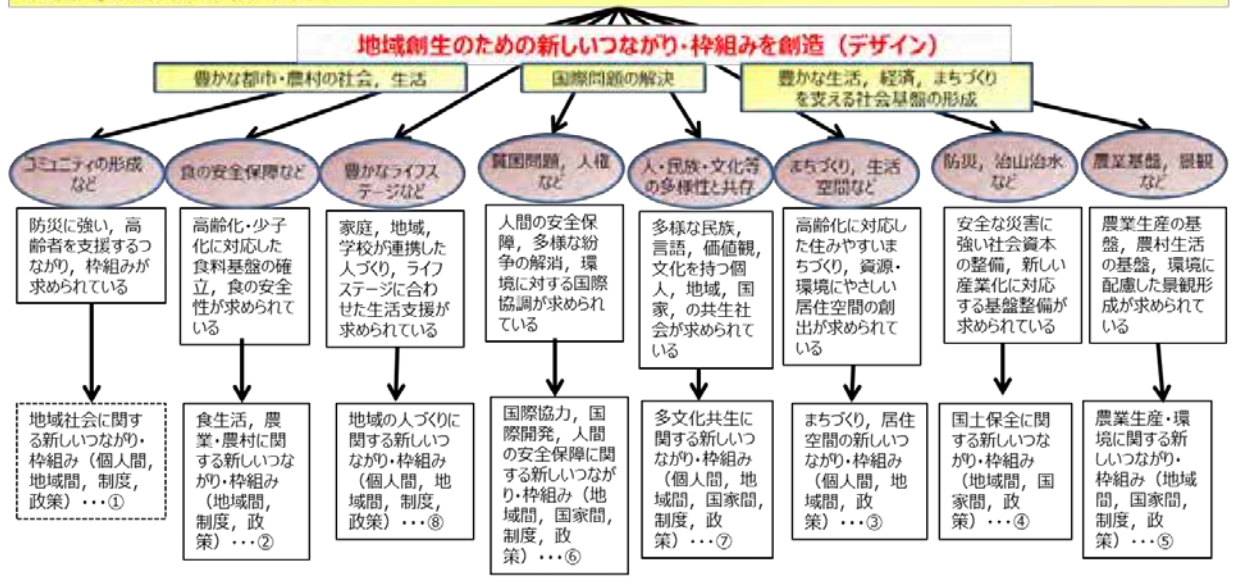 地域創生のための新しいつながり・枠組みを創造（デザイン）
豊かな都市・農村の社会，生活
国際問題の解決
豊かな生活，経済，まちづくり
を支える社会基盤の形成
コミュニティの形成
など
食の安全保障など
豊かなライフス
テージなど
貧困問題，人権
など
人・民族・文化等
の多様性と共存
まちづくり，生活
空間など
防災，治山治水
など
農業基盤，景観
など
防災に強い，高
齢者を支援するつ
ながり，枠組みが
求められている
高齢化・少子
化に対応した
食料基盤の確
立，食の安全
性が求められて
いる
家庭，地域，
学校が連携した
人づくり，ライフ
ステージに合わ
せた生活支援が
求められている
人間の安全保
障，多様な紛
争の解消，環
境に対する国際
協調が求められ
ている
多様な民族，
言語，価値観，
文化を持つ個
人，地域，国
家，の共生社
会が求められて
いる
高齢化に対応し
た住みやすいま
ちづくり，資源・
環境にやさしい
居住空間の創
出が求められて
いる
安全な災害に
強い社会資本
の整備，新しい
産業化に対応
する基盤整備が
求められている
農業生産の基
盤，農村生活
の基盤，環境に
配慮した景観形
成が求められて
いる
地域社会に関す
る新しいつながり・
枠組み（個人間，
地域間，制度，
政策）・・・①
食生活，農
業・農村に関
する新しいつな
がり・枠組み
（地域間，
制度，政
策）・・・②
地域の人づくりに
関する新しいつ
ながり・枠組み
（個人間，地
域間，制度，
政策）・・・⑧
国際協力，国
際開発，人間
の安全保障に関
する新しいつなが
り・枠組み（地
域間，国家間，
制度，政
策）・・・⑥
多文化共生に
関する新しいつ
ながり・枠組み
（個人間，地
域間，国家間，
制度，政
策）・・・⑦
まちづくり，居住
空間の新しいつ
ながり・枠組み
（個人間，地
域間，政
策）・・・③
国土保全に関
する新しいつな
がり・枠組み
（地域間，国
家間，政
策）・・・④
農業生産・環
境に関する新
しいつながり・
枠組み（地域
間，国家間，
制度，政
策）・・・⑤